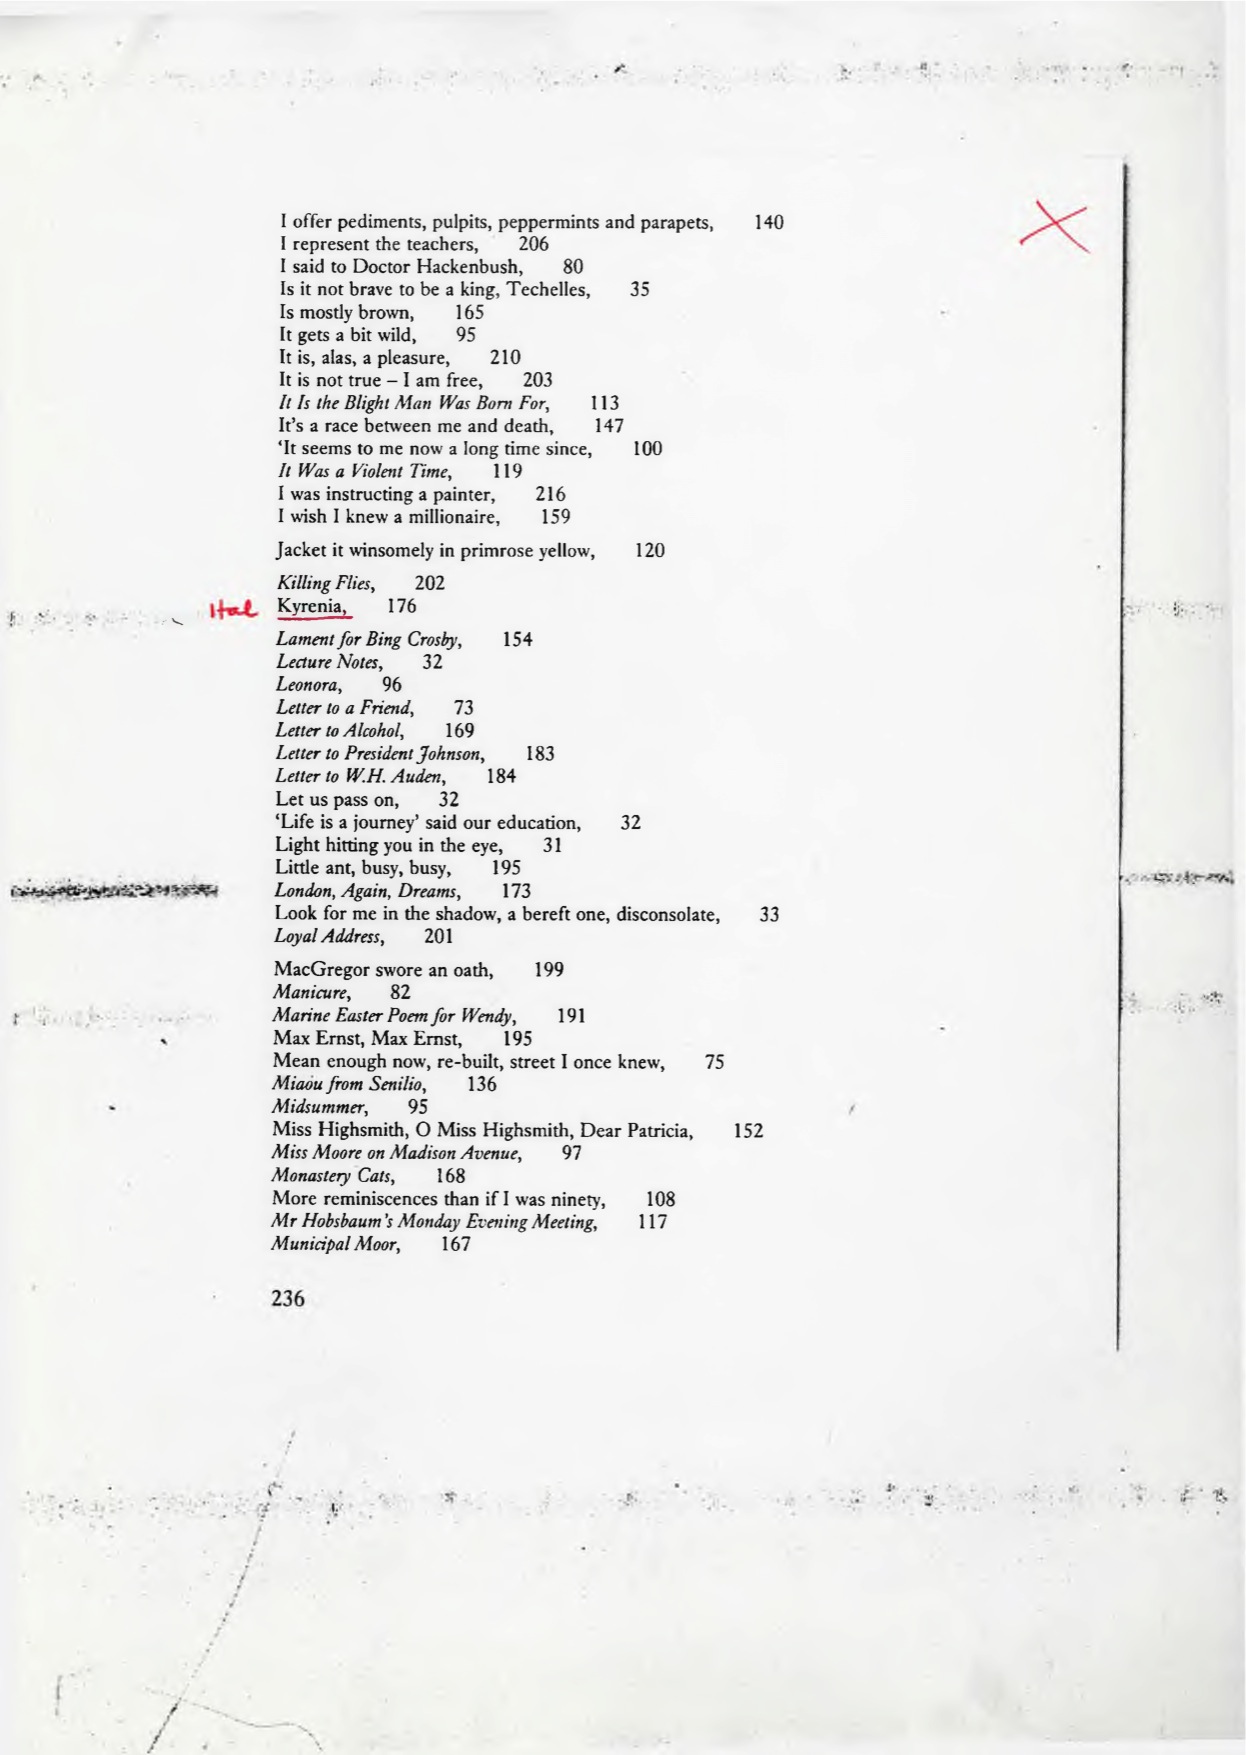 I offer pediments, pulpits, peppermints and parapets, 140
I represent the teachers, 206
I said to Doctor Hackenbush, 80
Is it not brave to be a king, Techelles, 35
Is mostly brown, 165
It gets a bit wild, 95
It is, alas, a pleasure, 210
It is not true – I am free, 203
It Is the Blight Man Was Born For, 113
It's a race between me and death, 147
‘It seems to me now a long time since, 100
It Was a Violent Time, 119
I was instructing a painter, 216
I wish I knew a millionaire, 159
Jacket it winsomely in primrose yellow, 120
Killing Flies, 202
Ital Kyrenia, 176
Lament for Bing Crosby, 154
Lecture Notes, 32
Leonora, 96
Letter to a Friend, 73
Letter to Alcohol, 169
Letter to President Johnson, 183
Letter to W.H. Auden, 184
Let us pass on, 32
‘Life is a journey’ said our education, 32
Light hitting you in the eye, 31
Little ant, busy, busy, 195
London, Again, Dreams, 173
Look for me in the shadow, a bereft one, disconsolate, 33
Loyal Address, 201
MacGregor swore an oath, 199
Manicure, 82
Marine Easter Poem for Wendy, 191
Max Ernst, Max Ernst, 195
Mean enough now, re-built, street I once knew, 75
Miaou from Senilio, 136
Midsummer, 95
Miss Highsmith, O Miss Highsmith, Dear Patricia, 152
Miss Moore on Madison Avenue, 97
Monastery Cats, 168
More reminiscences than if I was ninety, 108
Mr Hobsbaum's Monday Evening Meeting, 117
Municipal Moor, 167
236